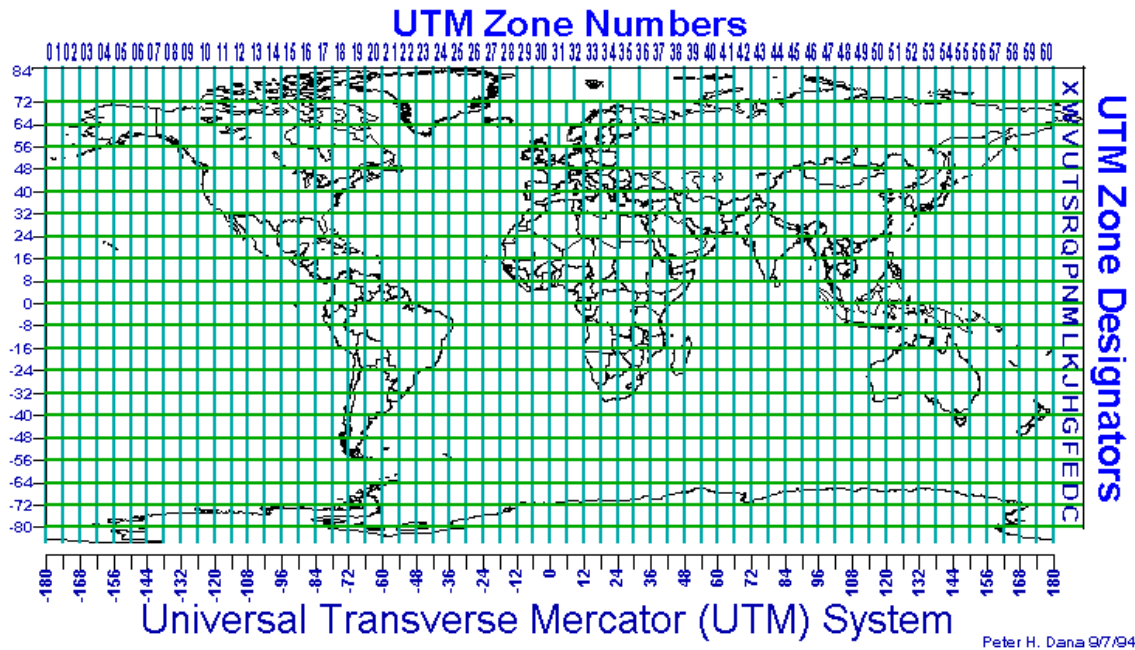 UTM Zone Numbers
01 02 03 04 05 06 07 08 09 10 11 12 13 14 15 16 17 18 19 20 21 22 23 24 25 26 27 28 29 30 31 32 33 34 35 36 37 38 39 40 41 42 43 44 45 46 47 48 49 50 51 52 53 54 55 56 57 58 59 60
84
72
64
56
48
40
32
24
16
8
0
-8
-16
-24
-32
-40
-48
-56
-64
-72
-80
X
W
V
U
T
S
R
Q
P
N
M
L
K
J
H
G
F
E
D
C
UTM Zone Designators
-180 -168 -156 -144 -132 -120 -108 -96 -84 -72 -60 -48 -36 -24 -12 0 12 24 36 48 60 72 84 96 108 120 132 144 156 168 180
Universal Transverse Mercator (UTM) System
Peter H. Dana 9/7/94